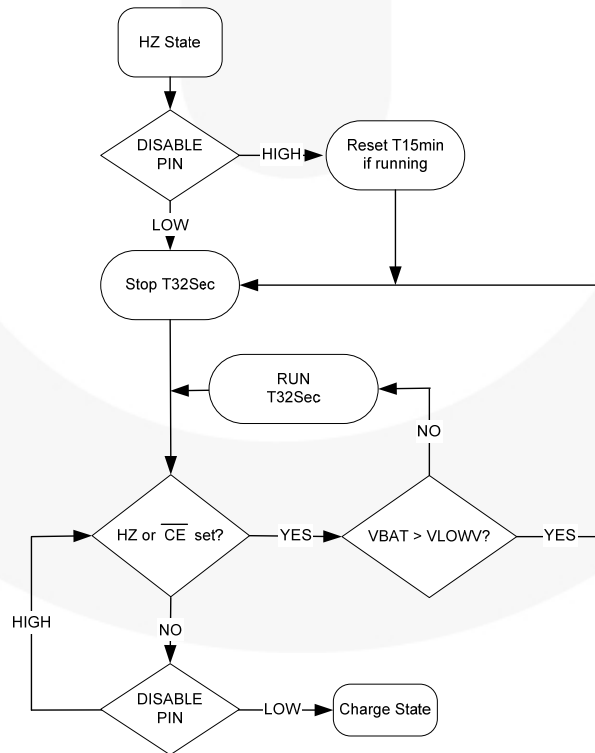 HZ State
DISABLE
PIN
HIGH
Reset T15min
if running
LOW
Stop T32Sec
RUN
T32Sec
NO
HZ or C̅E̅ set?
YES
VBAT > VLOWV?
YES
HIGH
NO
DISABLE
PIN
LOW
Charge State